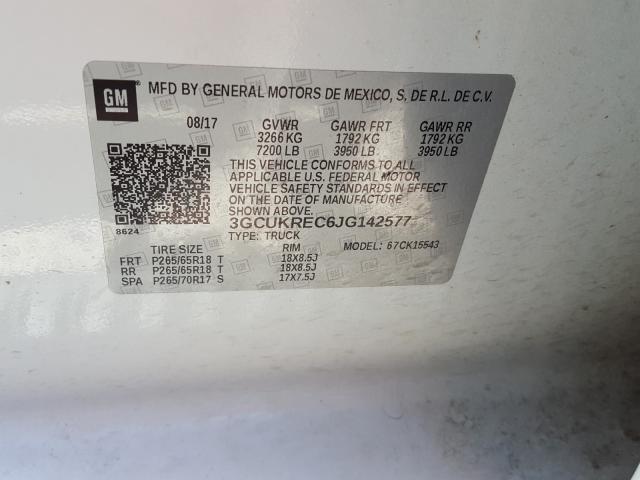 GM
MFD BY GENERAL MOTORS DE MEXICO, S. DE R.L. DE C.V.
08/17 GVWR GAWR FRT GAWR RR
3266 KG 1792 KG 1792 KG
7200 LB 3950 LB 3950 LB
THIS VEHICLE CONFORMS TO ALL
APPLICABLE U.S. FEDERAL MOTOR
VEHICLE SAFETY STANDARDS IN EFFECT
ON THE DATE OF MANUFACTURE
SHOWN ABOVE.
8624 3GCUKREC6JG142577
TYPE: TRUCK 67CK15543
TIRE SIZE RIM
FRT P265/65R18 T 18X8.5J
RR P265/65R18 T 18X8.5J
SPA P265/70R17 S 17X7.5J